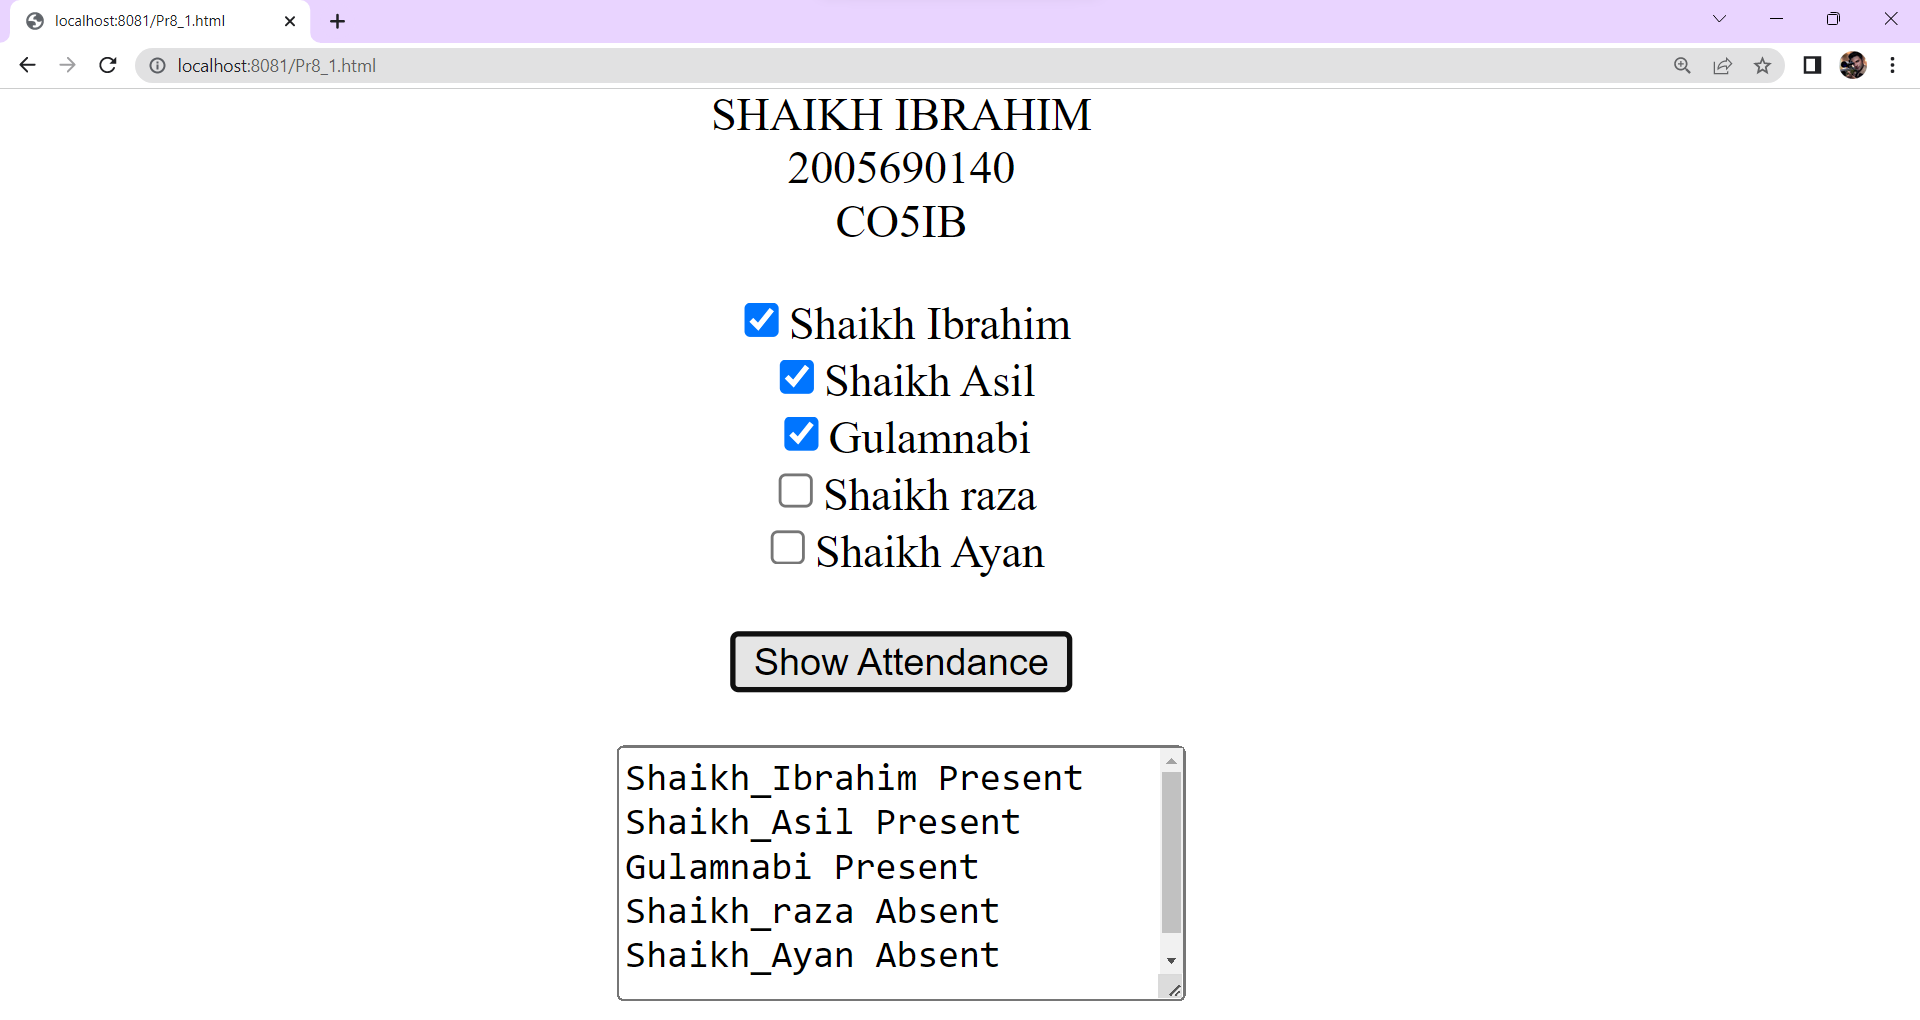 localhost:8081/Pr8_1.html
localhost:8081/Pr8_1.html
SHAIKH IBRAHIM
2005690140
CO5IB
Shaikh Ibrahim
Shaikh Asil
Gulamnabi
Shaikh raza
Shaikh Ayan
Show Attendance
Shaikh_Ibrahim Present
Shaikh_Asil Present
Gulamnabi Present
Shaikh_raza Absent
Shaikh_Ayan Absent